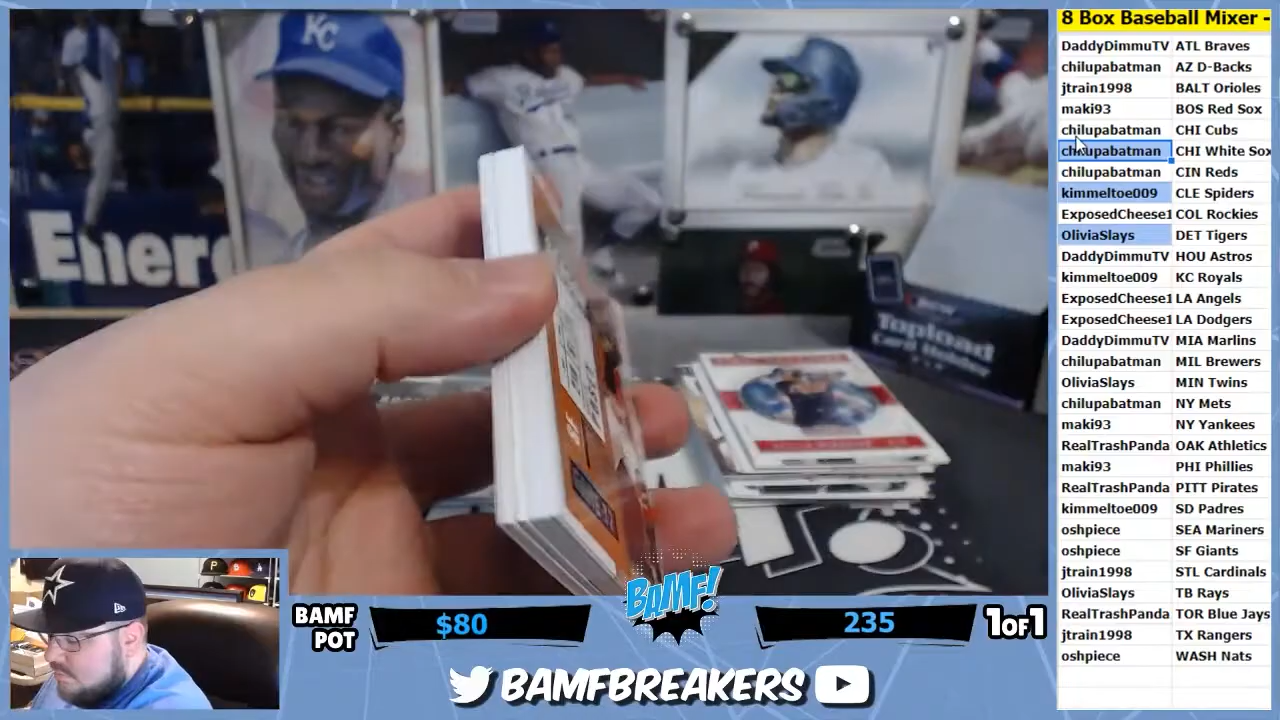 8 Box Baseball Mixer -
DaddyDimmuTV ATL Braves
chilupabatman AZ D-Backs
jtrain1998 BALT Orioles
maki93 BOS Red Sox
chilupabatman CHI Cubs
chilupabatman CHI White Sox
chilupabatman CIN Reds
kimmeltoe009 CLE Spiders
ExposedCheese1 COL Rockies
OliviaSlays DET Tigers
DaddyDimmuTV HOU Astros
kimmeltoe009 KC Royals
ExposedCheese1 LA Angels
ExposedCheese1 LA Dodgers
DaddyDimmuTV MIA Marlins
chilupabatman MIL Brewers
OliviaSlays MIN Twins
chilupabatman NY Mets
maki93 NY Yankees
RealTrashPanda OAK Athletics
maki93 PHI Phillies
RealTrashPanda PITT Pirates
kimmeltoe009 SD Padres
oshpiece SEA Mariners
oshpiece SF Giants
jtrain1998 STL Cardinals
OliviaSlays TB Rays
RealTrashPanda TOR Blue Jays
jtrain1998 TX Rangers
oshpiece WASH Nats
KC
Ener
Topload
Card Holder
BAMF POT
$80
BAMF!
235
1OF1
BAMFBREAKERS